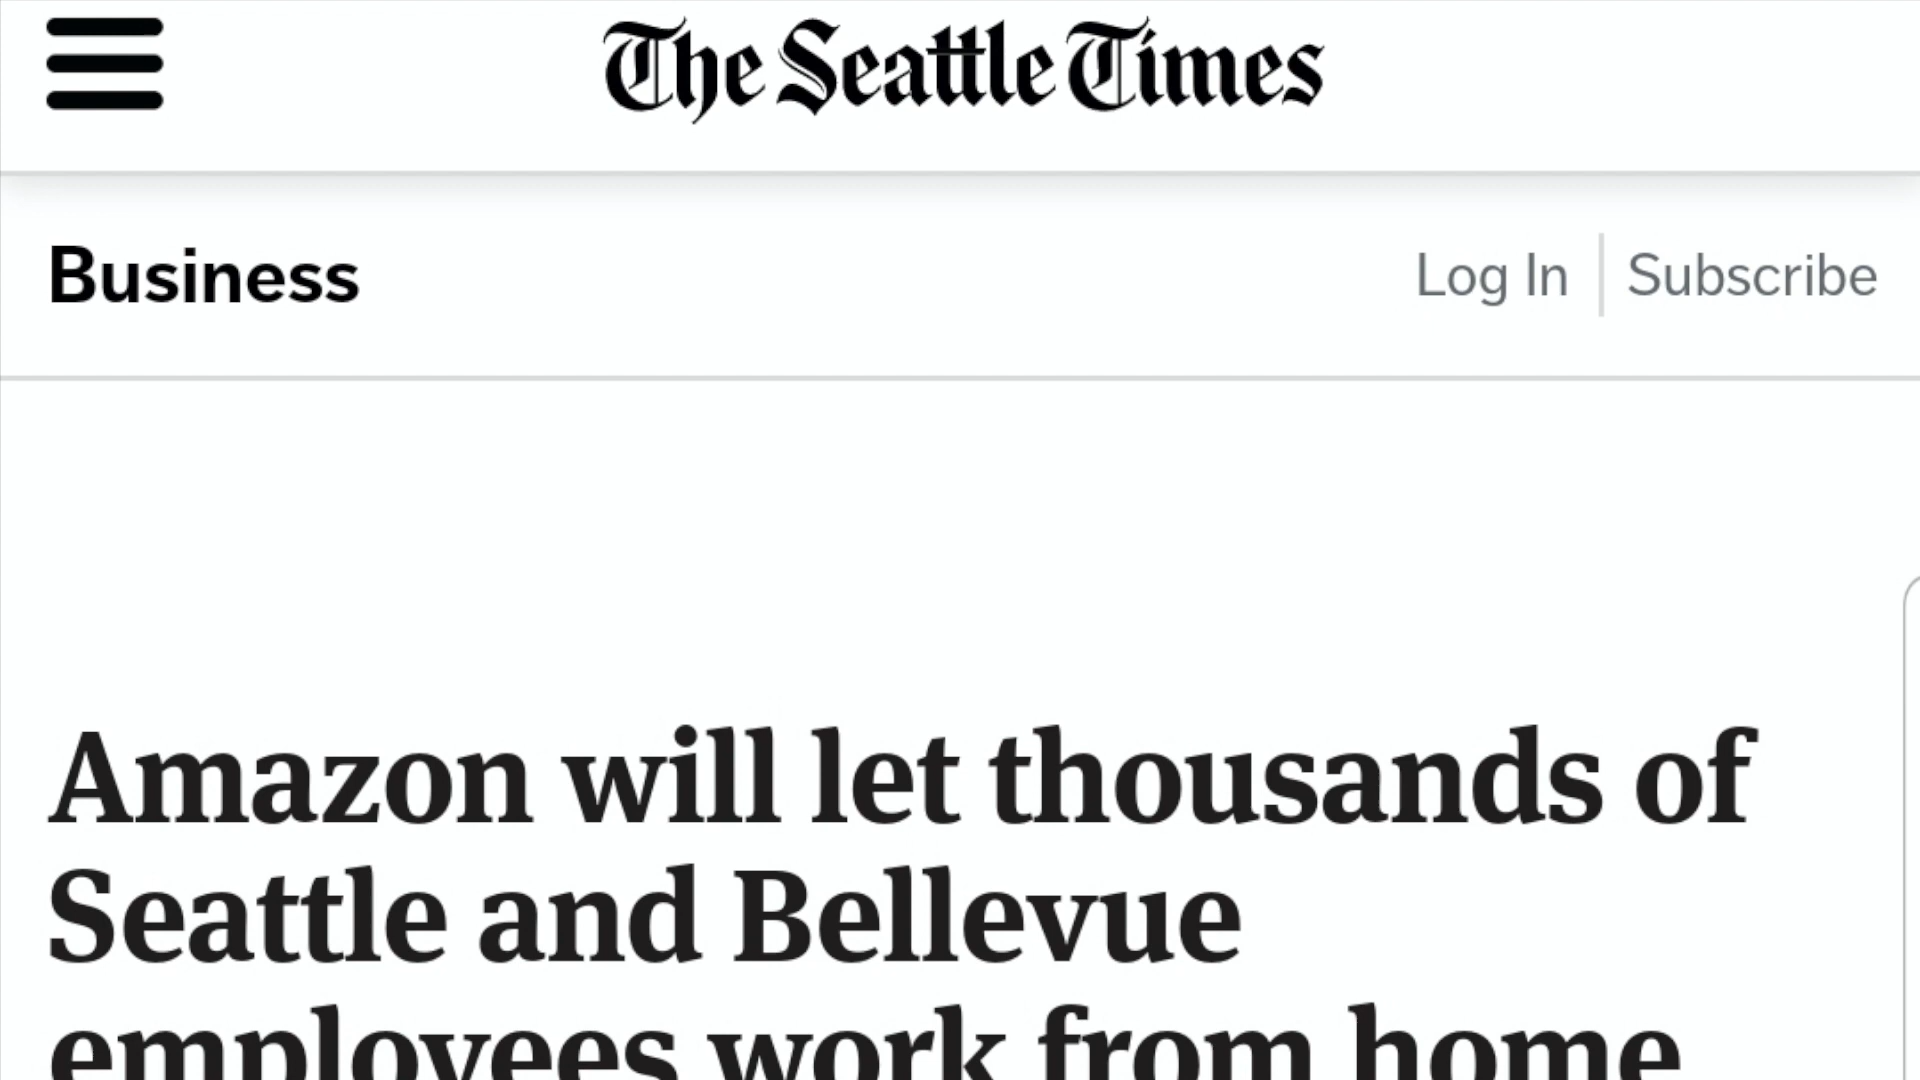 The Seattle Times
Business
Log In
Subscribe
Amazon will let thousands of
Seattle and Bellevue
employees work from home